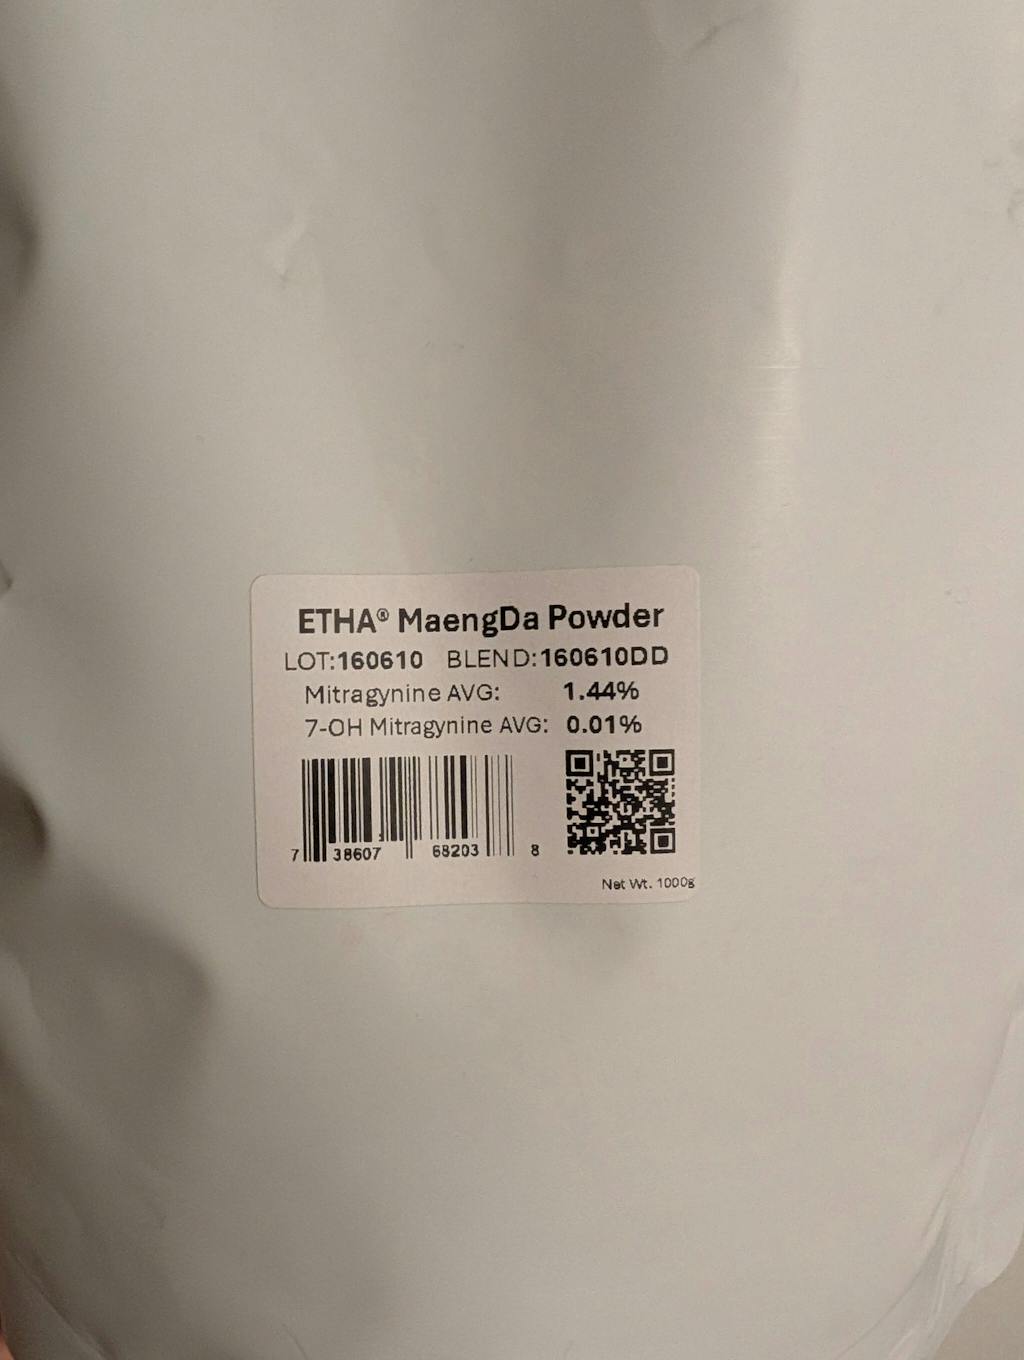 ETHA® MaengDa Powder
LOT:160610 BLEND:160610DD
Mitragynine AVG: 1.44%
7-OH Mitragynine AVG: 0.01%
7 38607 68203 8
Net Wt. 1000g